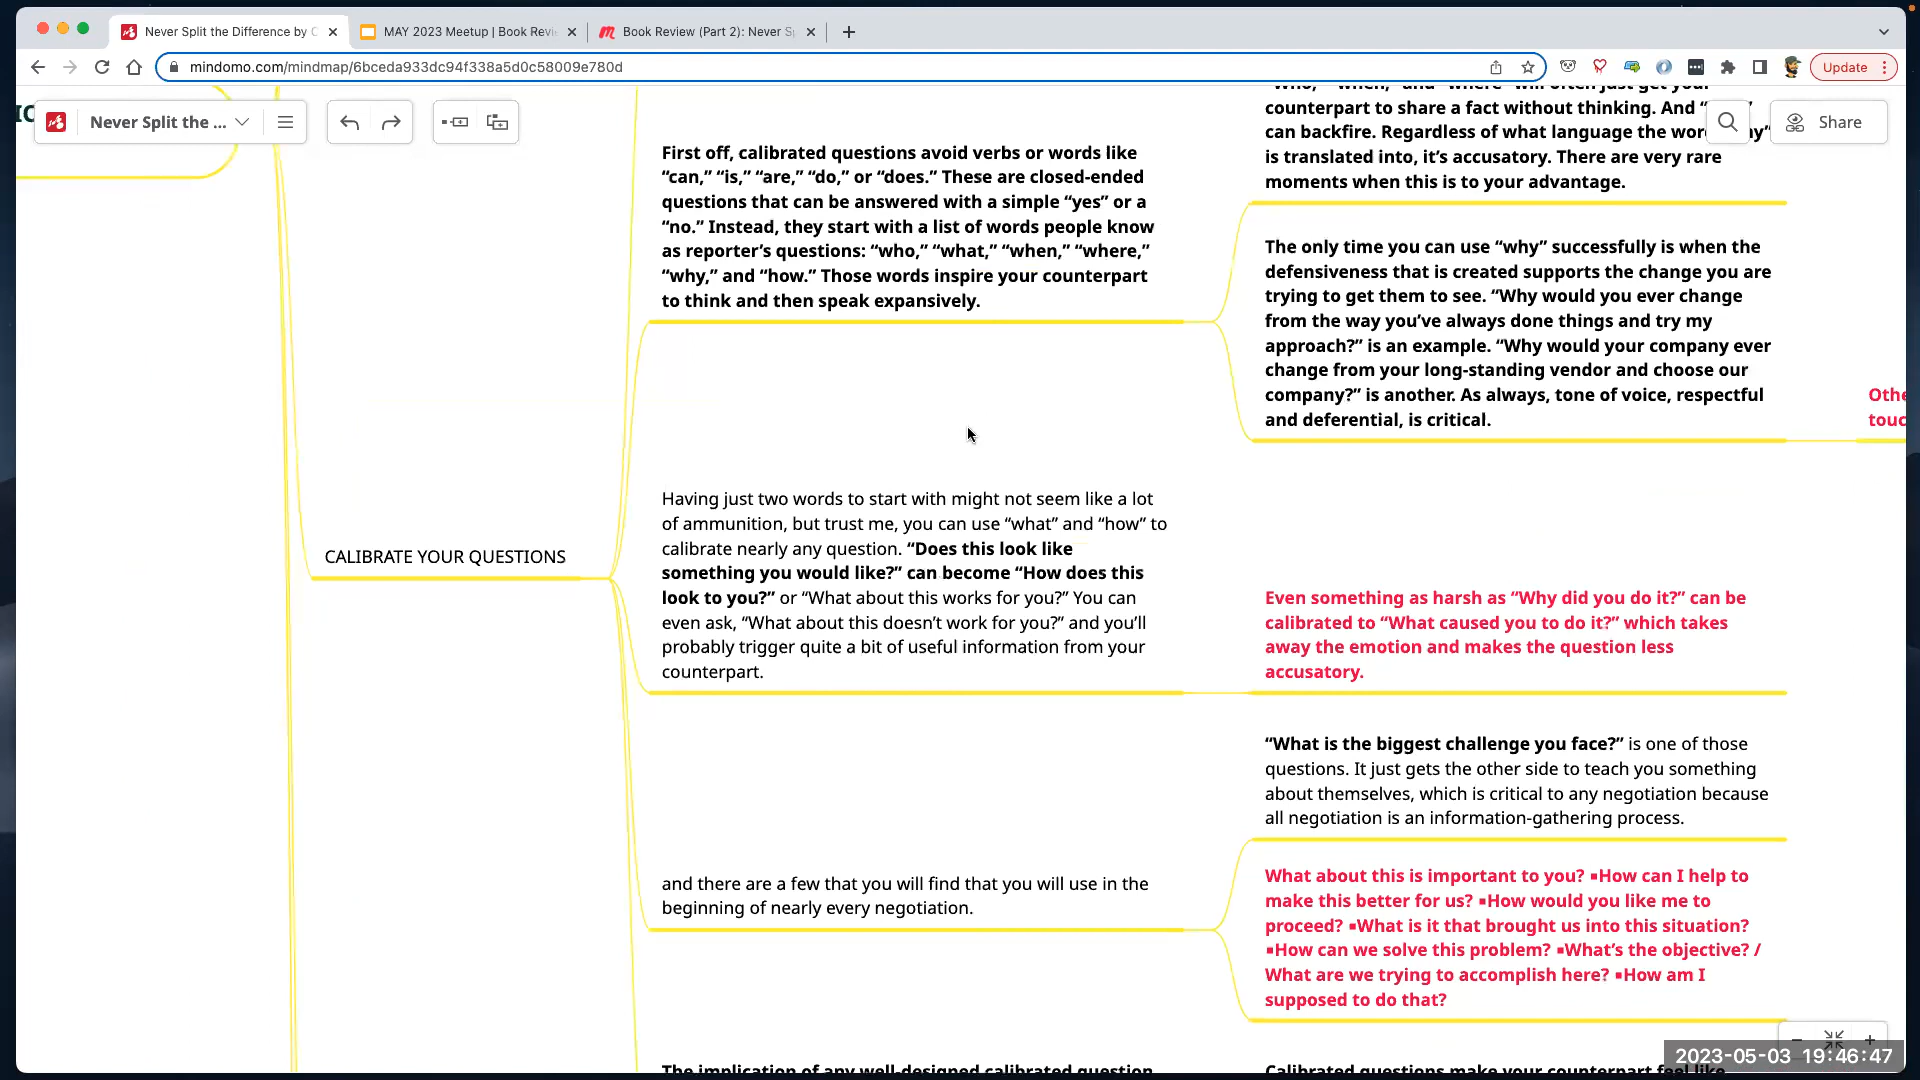 Never Split the Difference by C
MAY 2023 Meetup | Book Revi
Book Review (Part 2): Never S
mindomo.com/mindmap/6bceda933dc94f338a5d0c58009e780d
Update
Never Split the ...
Share
counterpart to share a fact without thinking. And “
can backfire. Regardless of what language the
is translated into, it’s accusatory. There are very rare
moments when this is to your advantage.
First off, calibrated questions avoid verbs or words like
“can,” “is,” “are,” “do,” or “does.” These are closed-ended
questions that can be answered with a simple “yes” or a
“no.” Instead, they start with a list of words people know
as reporter’s questions: “who,” “what,” “when,” “where,”
“why,” and “how.” Those words inspire your counterpart
to think and then speak expansively.
The only time you can use “why” successfully is when the
defensiveness that is created supports the change you are
trying to get them to see. “Why would you ever change
from the way you’ve always done things and try my
approach?” is an example. “Why would your company ever
change from your long-standing vendor and choose our
company?” is another. As always, tone of voice, respectful
and deferential, is critical.
Othe
touc
CALIBRATE YOUR QUESTIONS
Having just two words to start with might not seem like a lot
of ammunition, but trust me, you can use “what” and “how” to
calibrate nearly any question. “Does this look like
something you would like?” can become “How does this
look to you?” or “What about this works for you?” You can
even ask, “What about this doesn’t work for you?” and you’ll
probably trigger quite a bit of useful information from your
counterpart.
Even something as harsh as “Why did you do it?” can be
calibrated to “What caused you to do it?” which takes
away the emotion and makes the question less
accusatory.
“What is the biggest challenge you face?” is one of those
questions. It just gets the other side to teach you something
about themselves, which is critical to any negotiation because
all negotiation is an information-gathering process.
and there are a few that you will find that you will use in the
beginning of nearly every negotiation.
What about this is important to you? ▪How can I help to
make this better for us? ▪How would you like me to
proceed? ▪What is it that brought us into this situation?
▪How can we solve this problem? ▪What’s the objective? /
What are we trying to accomplish here? ▪How am I
supposed to do that?
The implication of any well-designed calibrated question
Calibrated questions make your counterpart feel like
2023-05-03 19:46:47